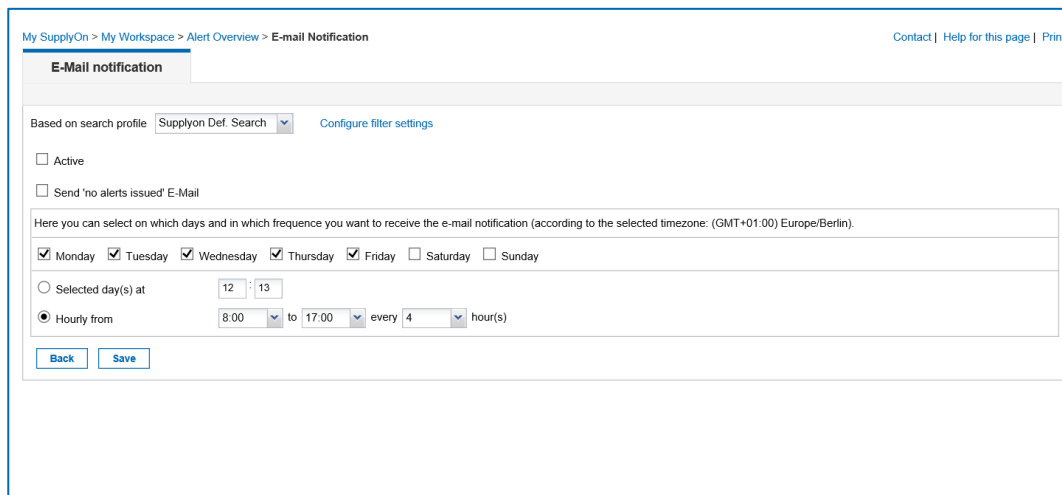 My SupplyOn > My Workspace > Alert Overview > E-mail Notification
Contact | Help for this page | Prin
E-Mail notification
Based on search profile Supplyon Def. Search Configure filter settings
Active
Send 'no alerts issued' E-Mail
Here you can select on which days and in which frequence you want to receive the e-mail notification (according to the selected timezone: (GMT+01:00) Europe/Berlin).
Monday Tuesday Wednesday Thursday Friday Saturday Sunday
Selected day(s) at 12 : 13
Hourly from 8:00 to 17:00 every 4 hour(s)
Back Save